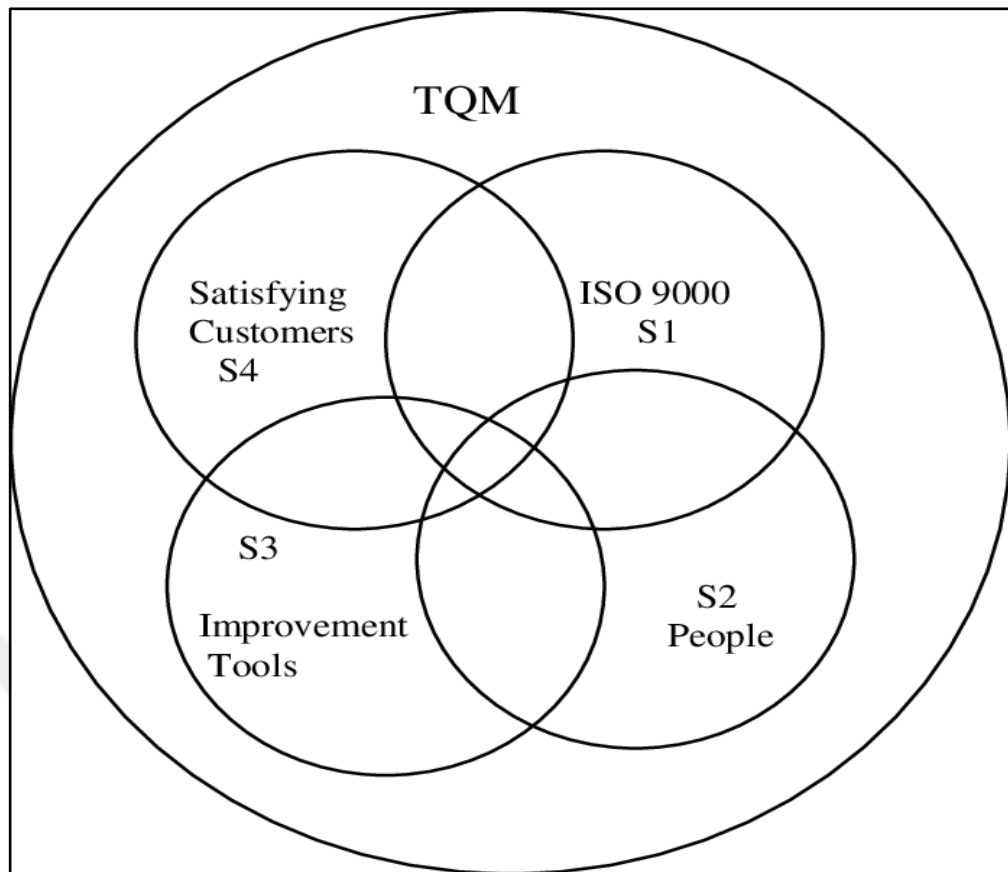 TQM
Satisfying
Customers
S4
ISO 9000
S1
S3
Improvement
Tools
S2
People